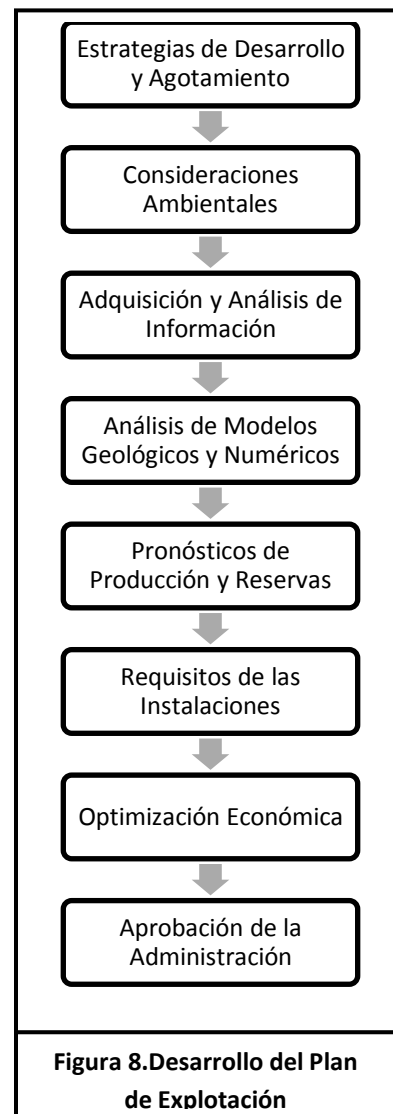 Estrategias de Desarrollo
y Agotamiento
Consideraciones
Ambientales
Adquisición y Análisis de
Información
Análisis de Modelos
Geológicos y Numéricos
Pronósticos de
Producción y Reservas
Requisitos de las
Instalaciones
Optimización Económica
Aprobación de la
Administración
Figura 8.Desarrollo del Plan
de Explotación